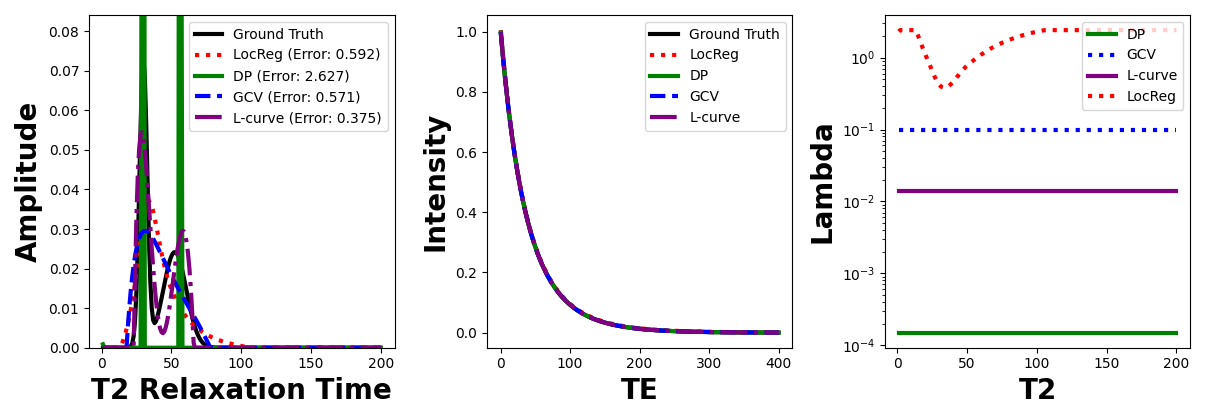 0.08
0.07
0.06
0.05
0.04
0.03
0.02
0.01
0.00
Amplitude
0
50
100
150
200
T2 Relaxation Time
Ground Truth
LocReg (Error: 0.592)
DP (Error: 2.627)
GCV (Error: 0.571)
L-curve (Error: 0.375)
1.0
0.8
0.6
0.4
0.2
0.0
Intensity
0
100
200
300
400
TE
Ground Truth
LocReg
DP
GCV
L-curve
10⁰
10⁻¹
10⁻²
10⁻³
10⁻⁴
Lambda
0
50
100
150
200
T2
DP
GCV
L-curve
LocReg